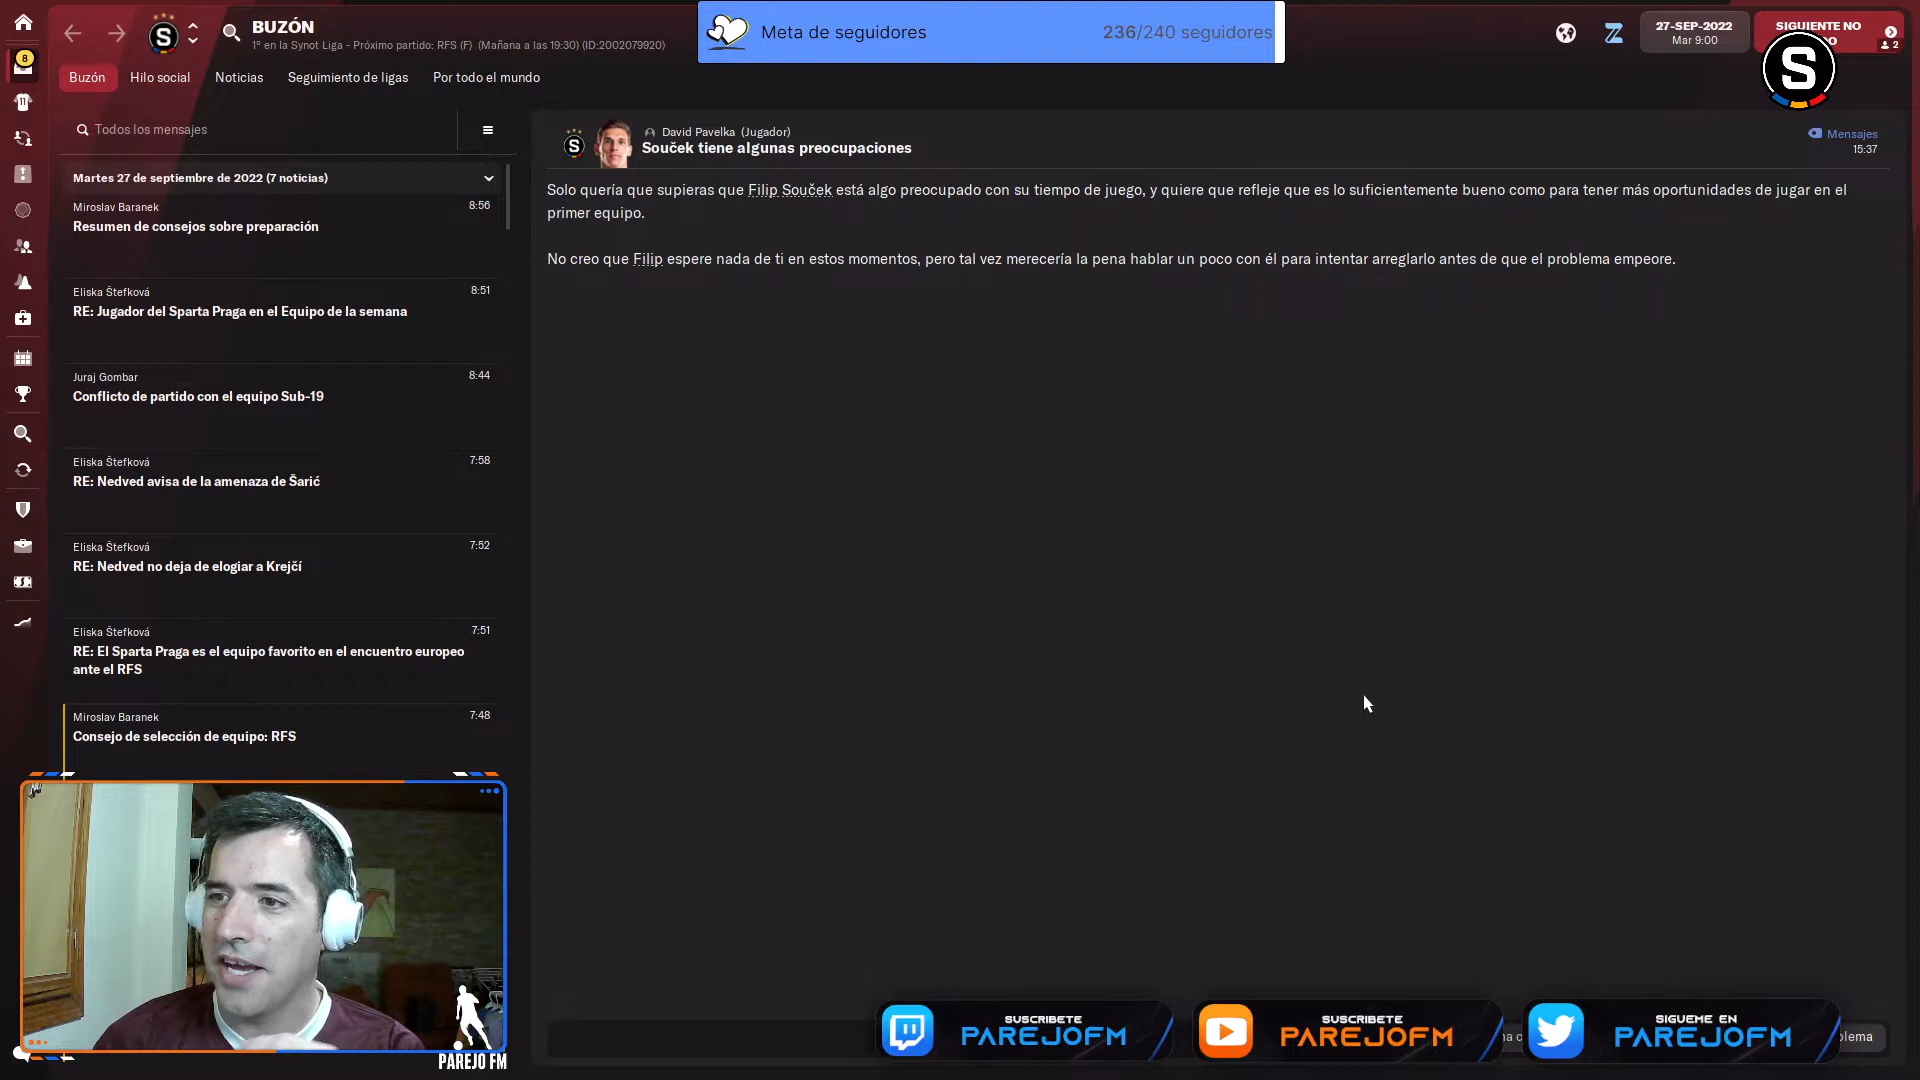 BUZÓN
1º en la Synot Liga - Próximo partido: RFS (F) (Mañana a las 19:30) (ID:2002079920)
Meta de seguidores
236/240 seguidores
27-SEP-2022
Mar 9:00
SIGUIENTE NO
2
8
11
S
Buzón
Hilo social
Noticias
Seguimiento de ligas
Por todo el mundo
Todos los mensajes
Martes 27 de septiembre de 2022 (7 noticias)
Miroslav Baranek
8:56
Resumen de consejos sobre preparación
Eliska Štefková
8:51
RE: Jugador del Sparta Praga en el Equipo de la semana
Juraj Gombar
8:44
Conflicto de partido con el equipo Sub-19
Eliska Štefková
7:58
RE: Nedved avisa de la amenaza de Šarić
Eliska Štefková
7:52
RE: Nedved no deja de elogiar a Krejčí
Eliska Štefková
7:51
RE: El Sparta Praga es el equipo favorito en el encuentro europeo
ante el RFS
Miroslav Baranek
7:48
Consejo de selección de equipo: RFS
David Pavelka (Jugador)
Souček tiene algunas preocupaciones
Mensajes
15:37
Solo quería que supieras que Filip Souček está algo preocupado con su tiempo de juego, y quiere que refleje que es lo suficientemente bueno como para tener más oportunidades de jugar en el
primer equipo.
No creo que Filip espere nada de ti en estos momentos, pero tal vez merecería la pena hablar un poco con él para intentar arreglarlo antes de que el problema empeore.
PAREJO FM
SUSCRIBETE
PAREJOFM
SUSCRIBETE
PAREJOFM
SIGUEME EN
PAREJOFM